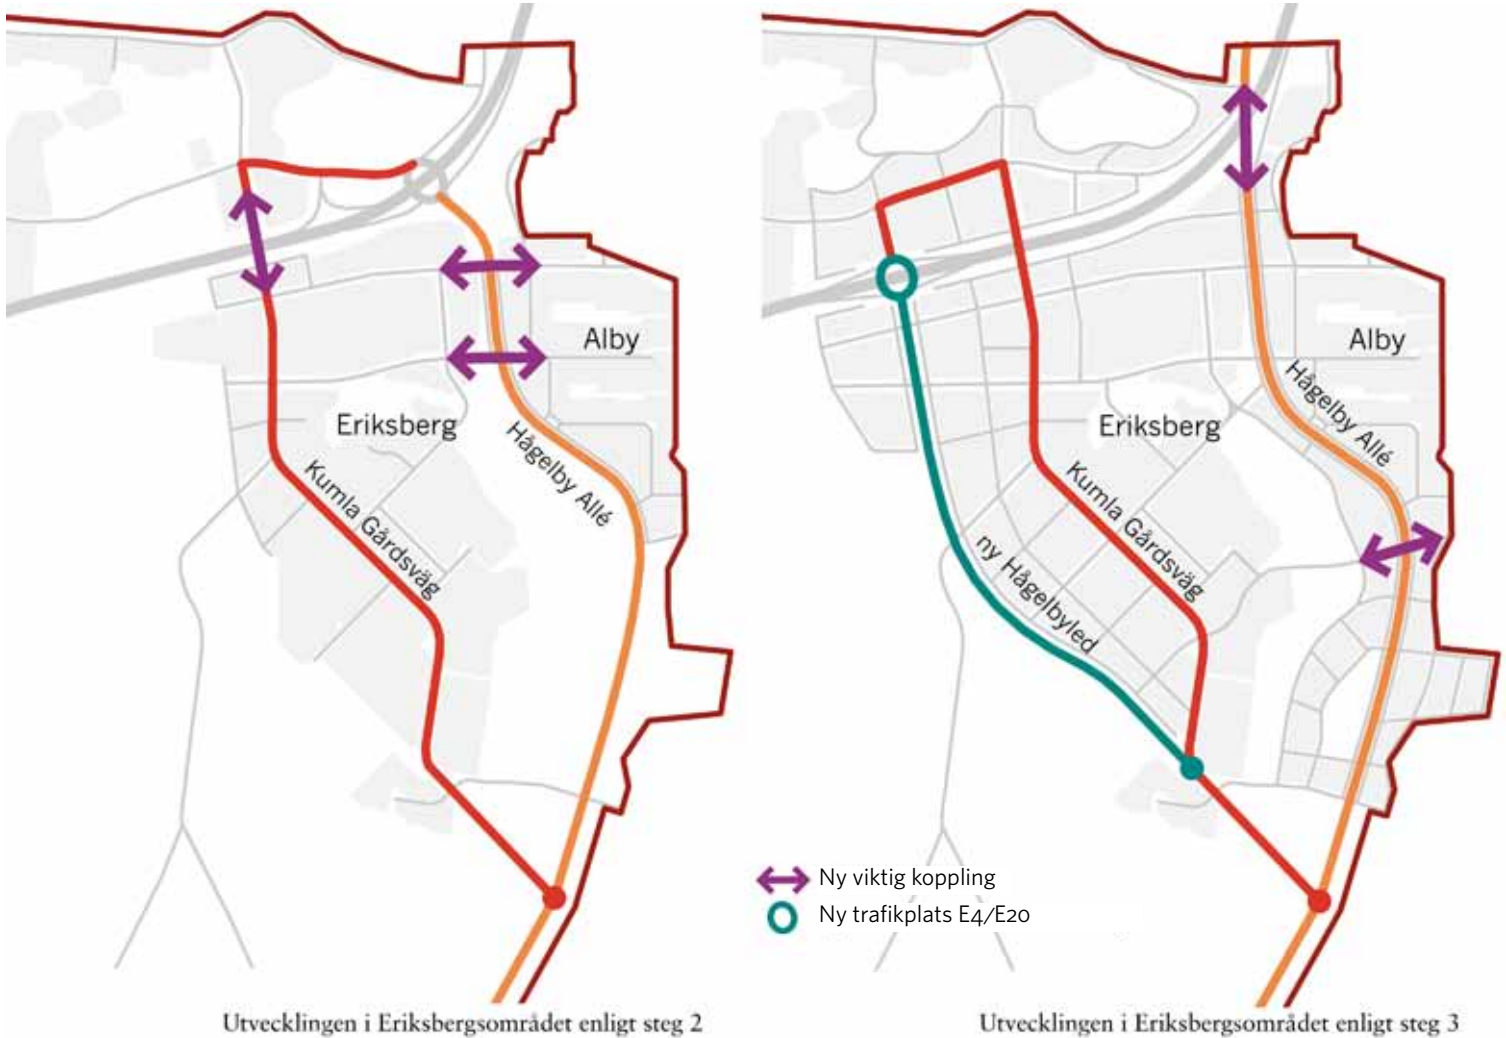 Alby
Eriksberg
Hågelby Allé
Kumla Gårdsväg
Utvecklingen i Eriksbergsområdet enligt steg 2
Alby
Hågelby Allé
Eriksberg
Kumla Gårdsväg
ny Hågelbyled
Ny viktig koppling
Ny trafikplats E4/E20
Utvecklingen i Eriksbergsområdet enligt steg 3